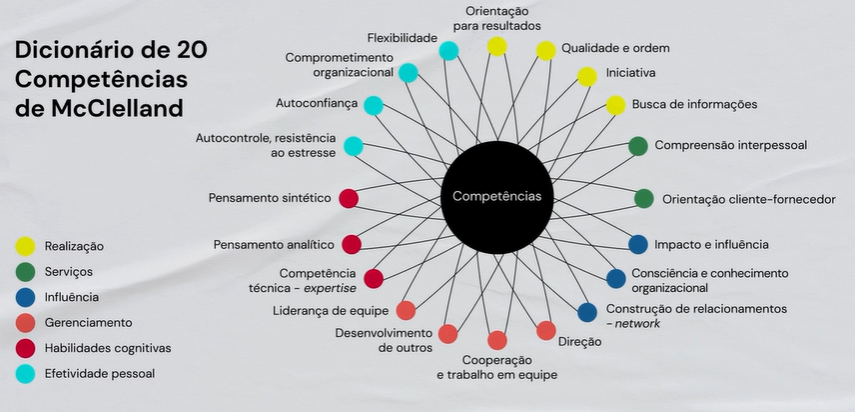 Dicionário de 20
Competências
de McClelland
Orientação
para resultados
Flexibilidade
Qualidade e ordem
Comprometimento
organizacional
Iniciativa
Autoconfiança
Busca de informações
Autocontrole, resistência
ao estresse
Compreensão interpessoal
Pensamento sintético
Competências
Orientação cliente-fornecedor
Pensamento analítico
Impacto e influência
Competência
técnica - expertise
Consciência e conhecimento
organizacional
Liderança de equipe
Construção de relacionamentos
- network
Desenvolvimento
de outros
Direção
Cooperação
e trabalho em equipe
Realização
Serviços
Influência
Gerenciamento
Habilidades cognitivas
Efetividade pessoal